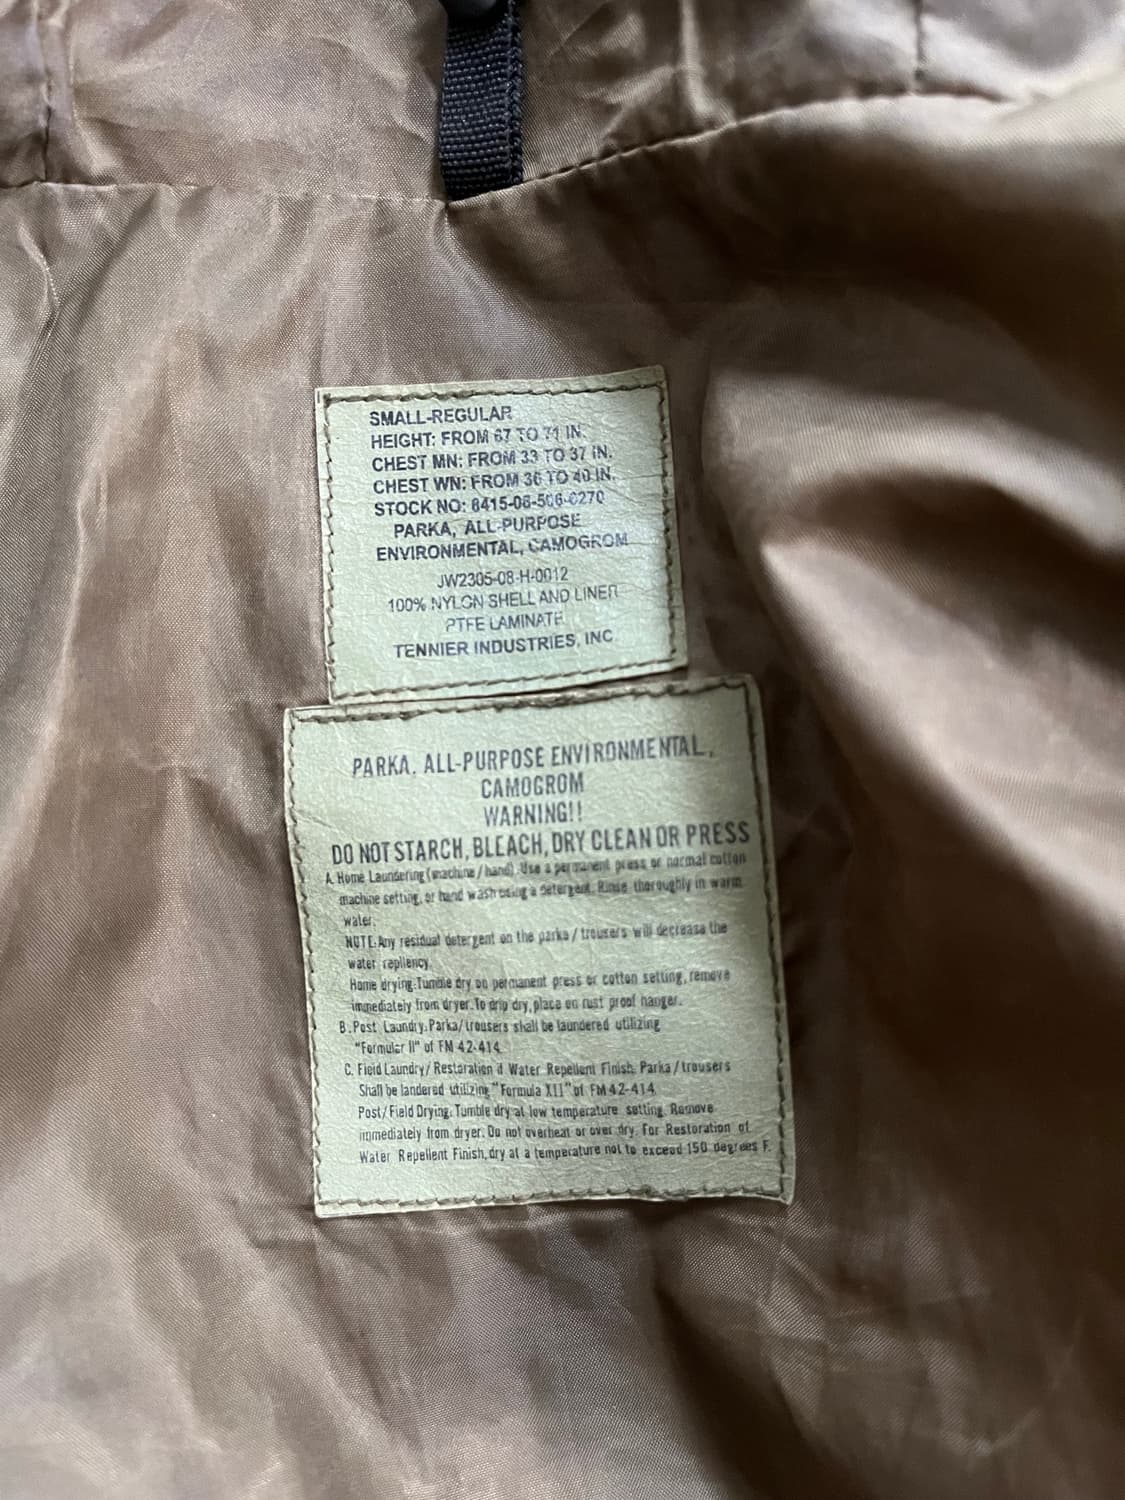 SMALL-REGULAR
HEIGHT: FROM 67 TO 71 IN.
CHEST MN: FROM 33 TO 37 IN.
CHEST WN: FROM 36 TO 40 IN.
STOCK NO: 8415-08-506-0270
PARKA, ALL-PURPOSE
ENVIRONMENTAL, CAMOGROM
JW2305-08-H-0012
100% NYLON SHELL AND LINER
PTFE LAMINATE
TENNIER INDUSTRIES, INC
PARKA, ALL-PURPOSE ENVIRONMENTAL,
CAMOGROM
WARNING!!
DO NOT STARCH, BLEACH, DRY CLEAN OR PRESS
A. Home Laundering (machine / hand). Use a permanent press or normal cotton
machine setting, or hand wash using a detergent. Rinse thoroughly in warm
water.
NOTE: Any residual detergent on the parka / trousers will decrease the
water repliency.
Home drying: Tumble dry on permanent press or cotton setting, remove
immediately from dryer. To drip dry, place on rust proof hanger.
B. Post Laundry: Parka/trousers shall be laundered utilizing
"Formular II" of FM 42-414.
C. Field Laundry/ Restaration if Water Repellent Finish. Parka / trousers
Shall be landered utilizing "Formula XII" of FM 42-414.
Post/Field Drying: Tumble dry at low temperature setting. Remove
immediately from dryer. Do not overheat or over dry. For Restoration of
Water Repellent Finish, dry at a temperature not to exceed 150 degrees F.